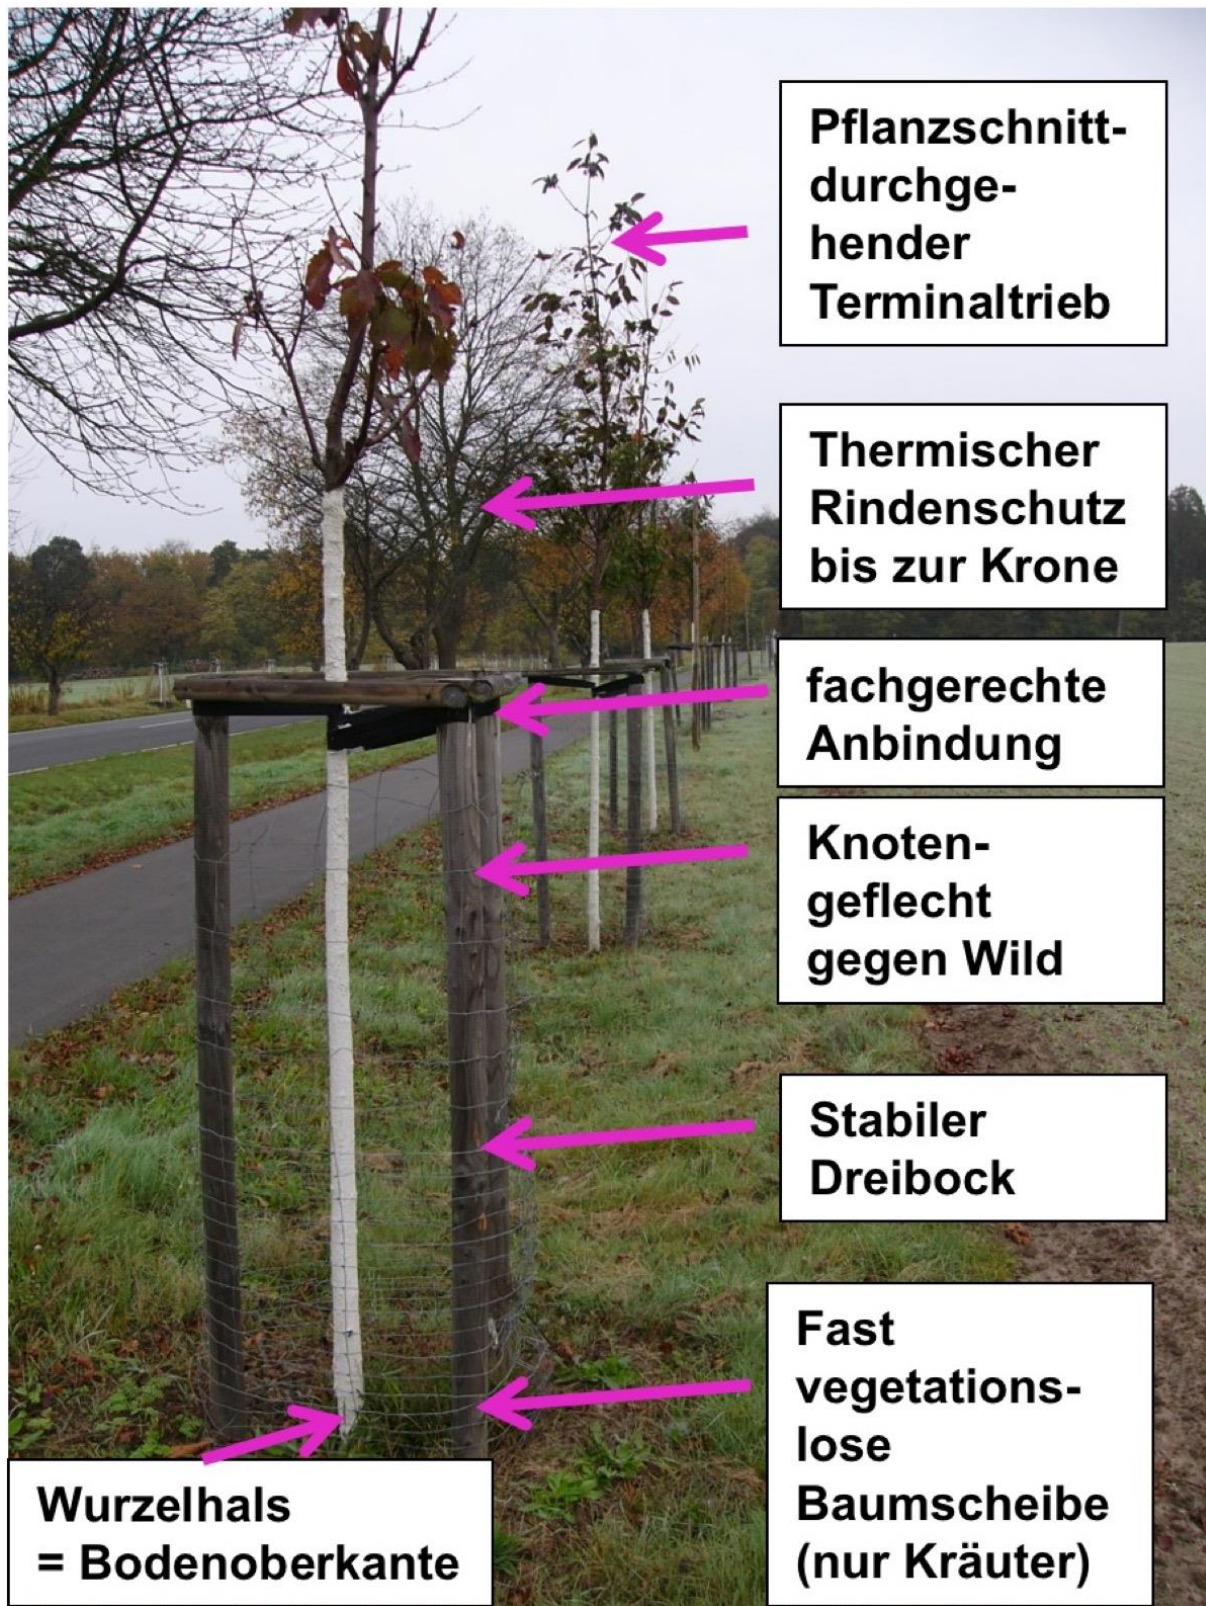 Pflanzschnitt-
durchge-
hender
Terminaltrieb
Thermischer
Rindenschutz
bis zur Krone
fachgerechte
Anbindung
Knoten-
geflecht
gegen Wild
Stabiler
Dreibock
Fast
vegetations-
lose
Baumscheibe
(nur Kräuter)
Wurzelhals
= Bodenoberkante